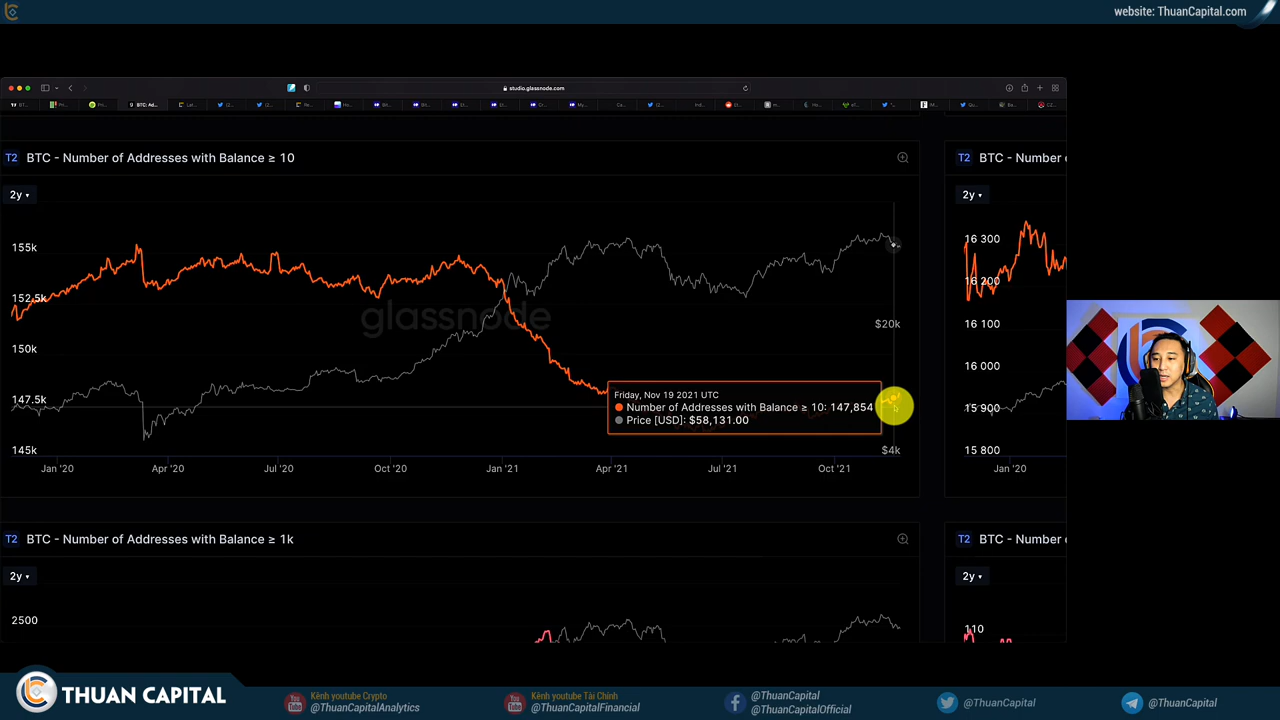 website: ThuanCapital.com
studio.glassnode.com
T2 BTC - Number of Addresses with Balance ≥ 10
T2 BTC - Number
2y
2y
155k
152.5k
150k
147.5k
145k
$20k
$4k
glassnode
Friday, Nov 19 2021 UTC
Number of Addresses with Balance ≥ 10: 147,854
Price [USD]: $58,131.00
Jan '20 Apr '20 Jul '20 Oct '20 Jan '21 Apr '21 Jul '21 Oct '21
16 300
16 200
16 100
16 000
15 900
15 800
Jan '20
T2 BTC - Number of Addresses with Balance ≥ 1k
T2 BTC - Number
2y
2y
2500
110
THUAN CAPITAL
Kênh youtube Crypto
@ThuanCapitalAnalytics
Kênh youtube Tài Chính
@ThuanCapitalFinancial
@ThuanCapital
@ThuanCapitalOfficial
@ThuanCapital
@ThuanCapital